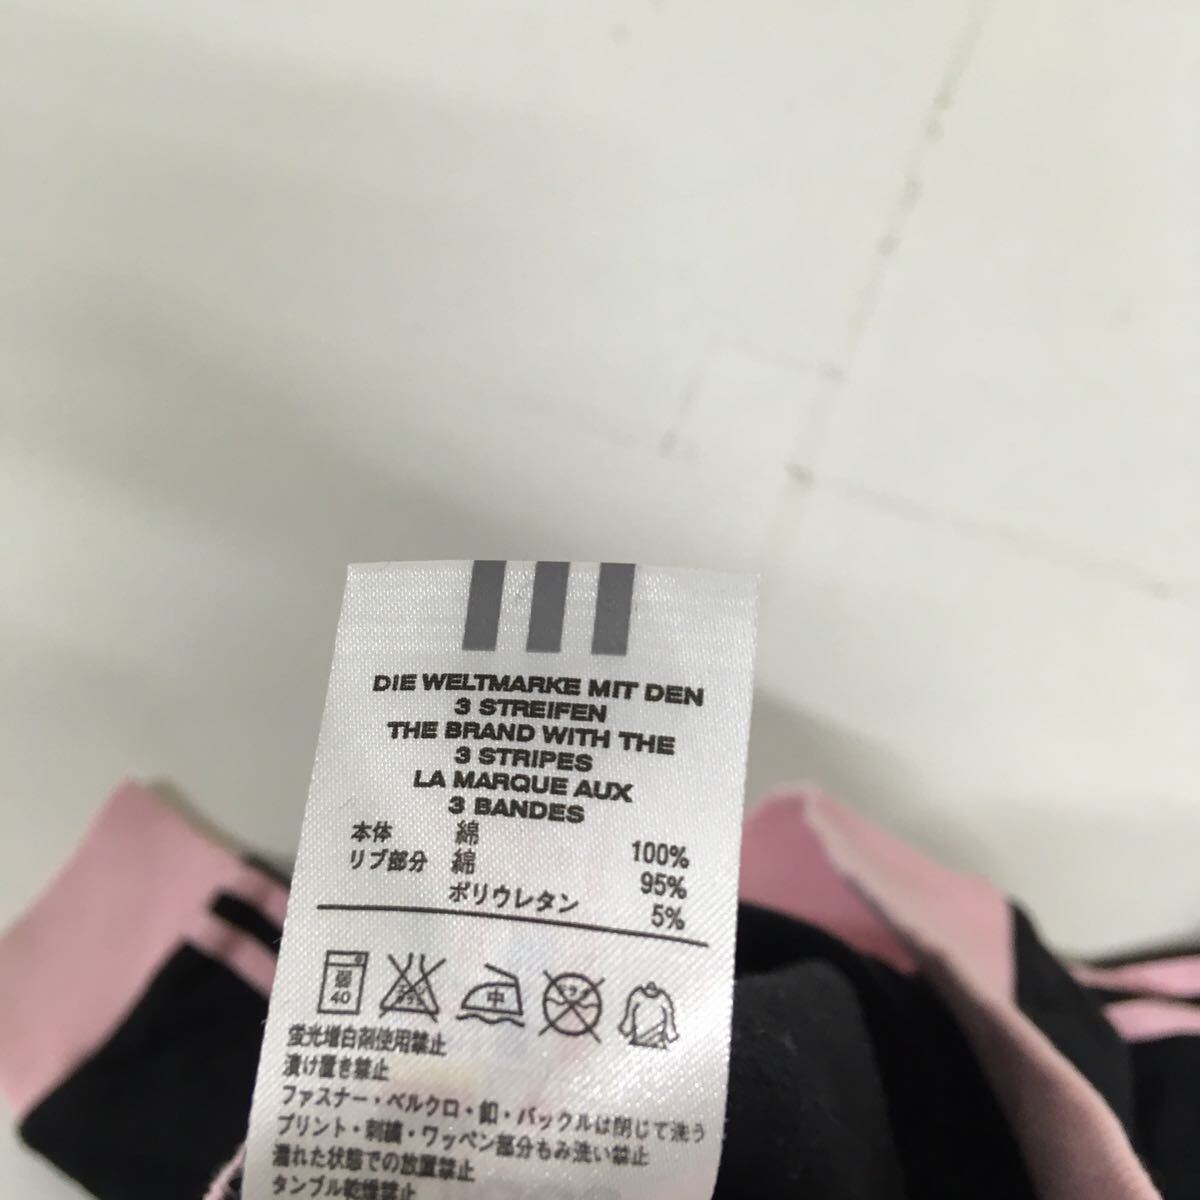 DIE WELTMARKE MIT DEN
3 STREIFEN
THE BRAND WITH THE
3 STRIPES
LA MARQUE AUX
3 BANDES
本体 綿 100%
リブ部分 綿 95%
ポリウレタン 5%
弱 40 中
蛍光増白剤使用禁止
漬け置き禁止
ファスナー・ベルクロ・釦・バックルは閉じて洗う
プリント・刺繍・ワッペン部分もみ洗い禁止
濡れた状態での放置禁止
タンブル乾燥禁止